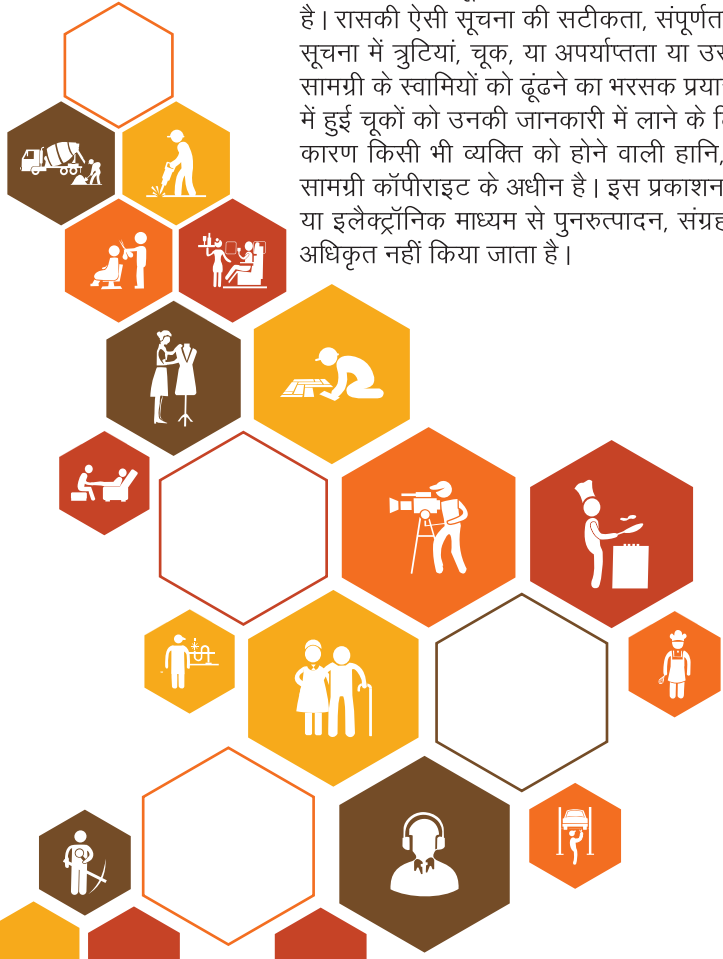 है। रासकी ऐसी सूचना की सटीकता, संपूर्णत
सूचना में त्रुटियां, चूक, या अपर्याप्तता या उस
सामग्री के स्वामियों को ढूंढने का भरसक प्रया
में हुई चूकों को उनकी जानकारी में लाने के लि
कारण किसी भी व्यक्ति को होने वाली हानि,
सामग्री कॉपीराइट के अधीन है। इस प्रकाशन
या इलैक्ट्रॉनिक माध्यम से पुनरुत्पादन, संग्रह
अधिकृत नहीं किया जाता है।